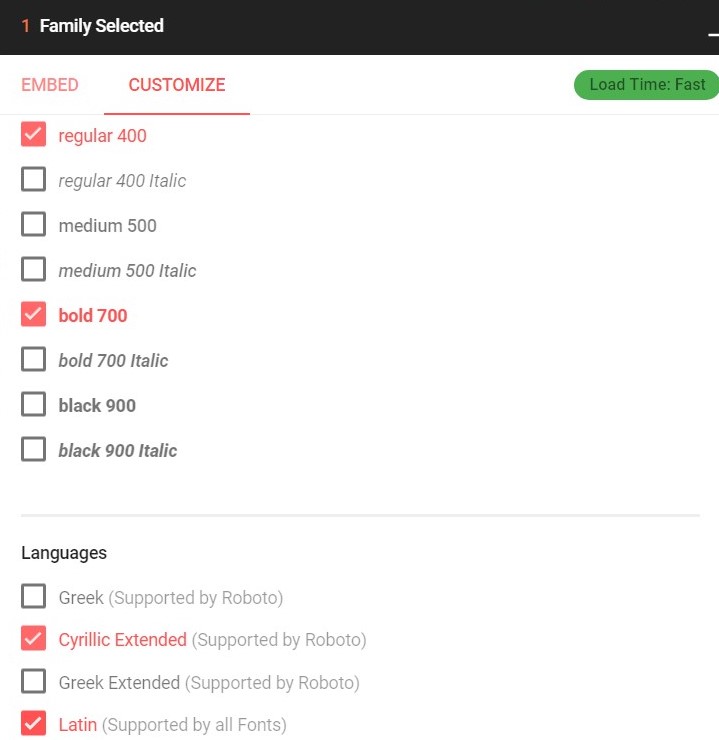 1 Family Selected
EMBED CUSTOMIZE Load Time: Fast
regular 400
regular 400 Italic
medium 500
medium 500 Italic
bold 700
bold 700 Italic
black 900
black 900 Italic
Languages
Greek (Supported by Roboto)
Cyrillic Extended (Supported by Roboto)
Greek Extended (Supported by Roboto)
Latin (Supported by all Fonts)